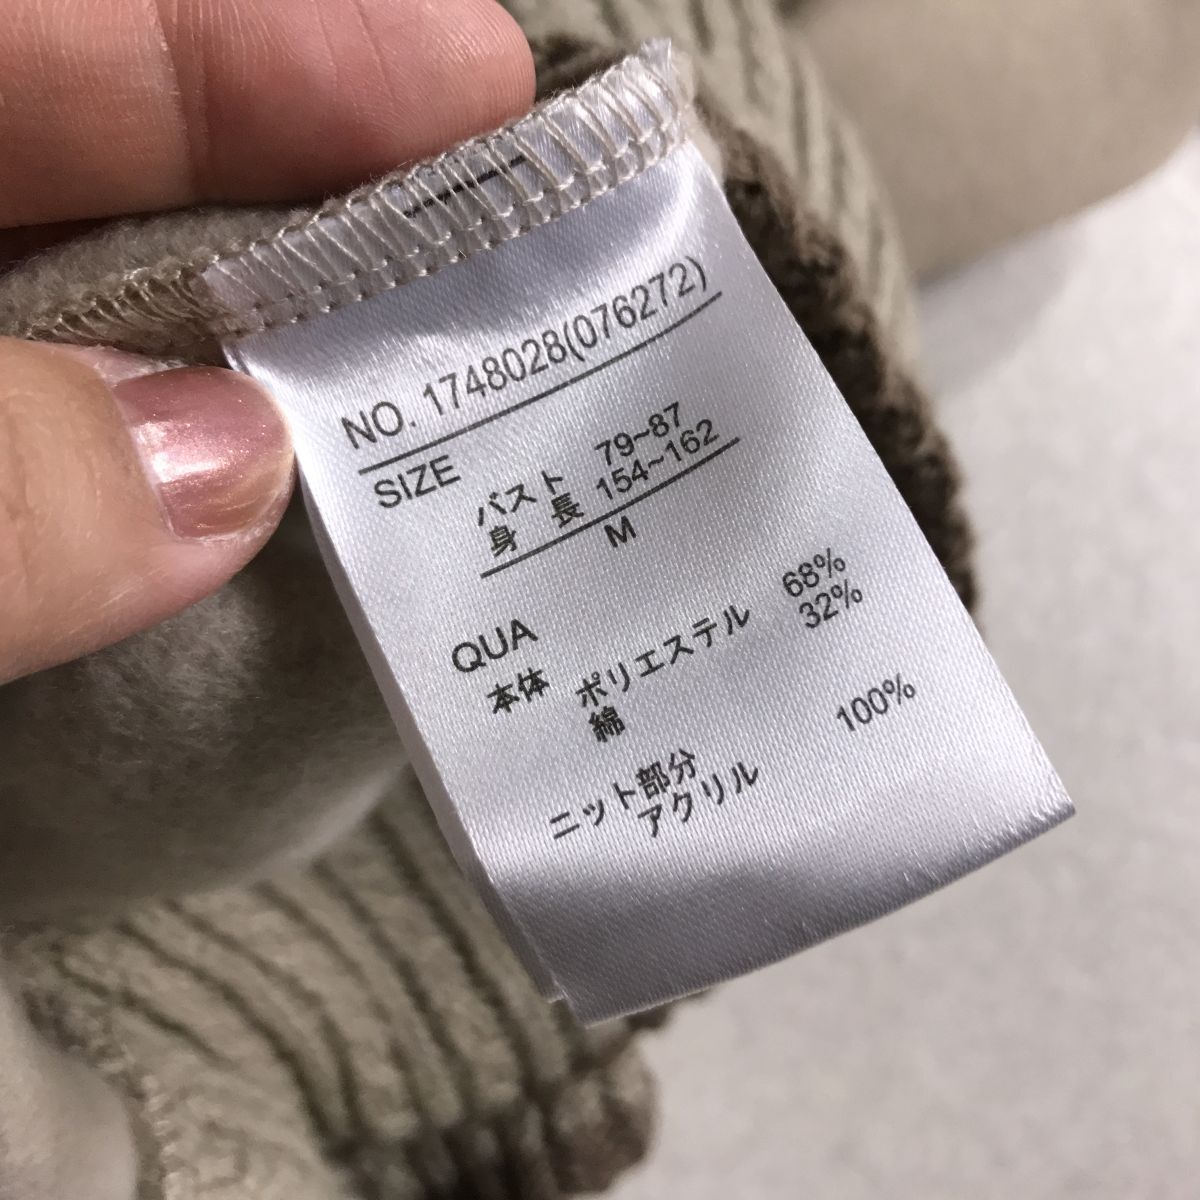 NO. 1748028(076272)
SIZE
バスト 79~87
身 長 154~162
M
QUA
本体 ポリエステル 68%
綿 32%
ニット部分
アクリル 100%